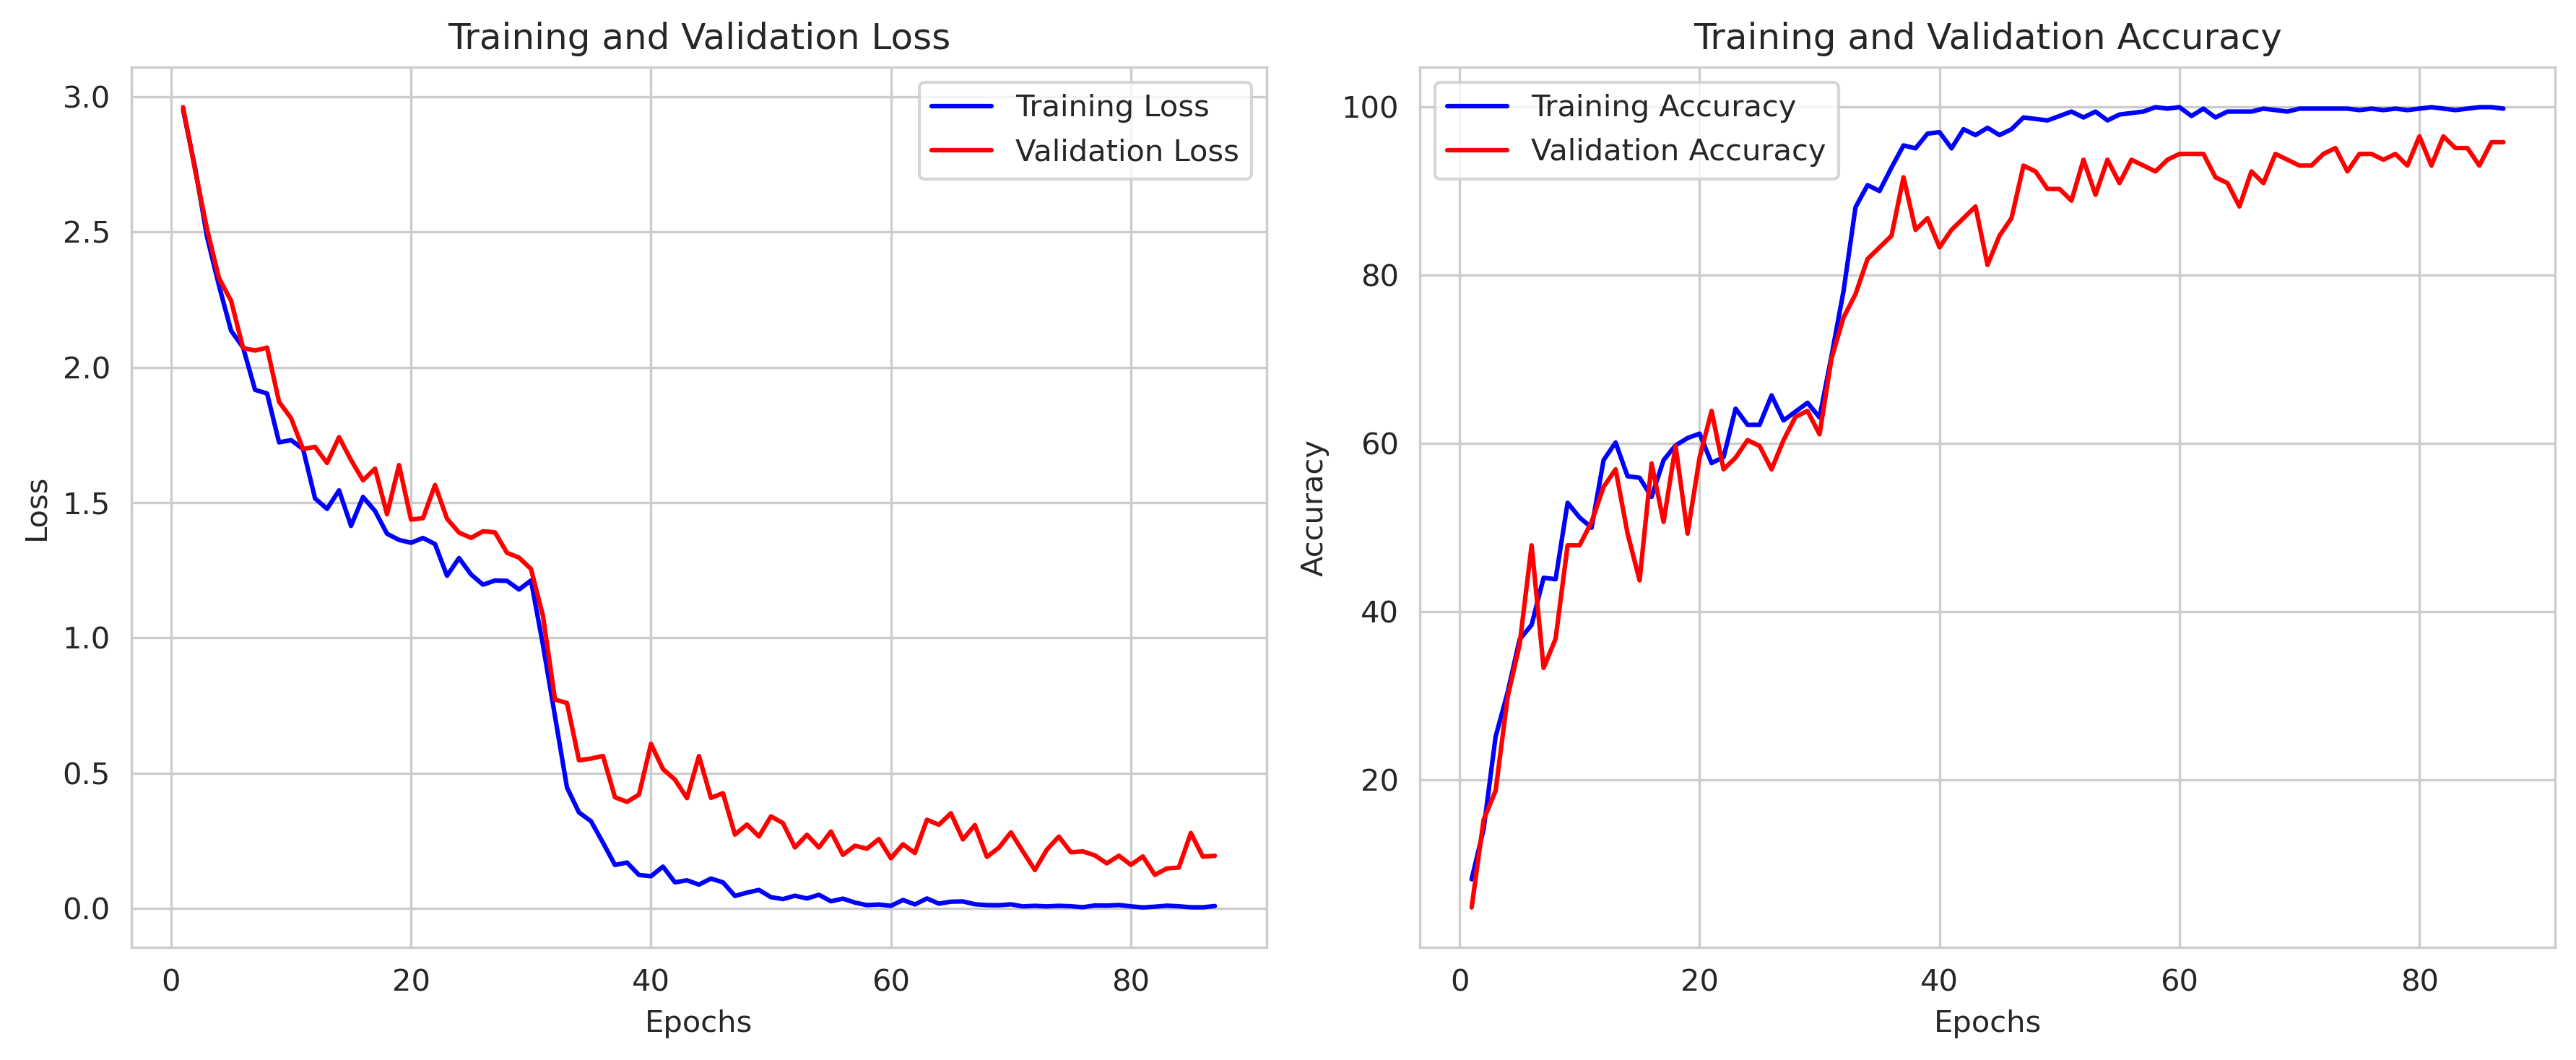 Training and Validation Loss
3.0
2.5
2.0
1.5
1.0
0.5
0.0
Loss
0
20
40
60
80
Epochs
Training Loss
Validation Loss
Training and Validation Accuracy
100
80
60
40
20
Accuracy
0
20
40
60
80
Epochs
Training Accuracy
Validation Accuracy